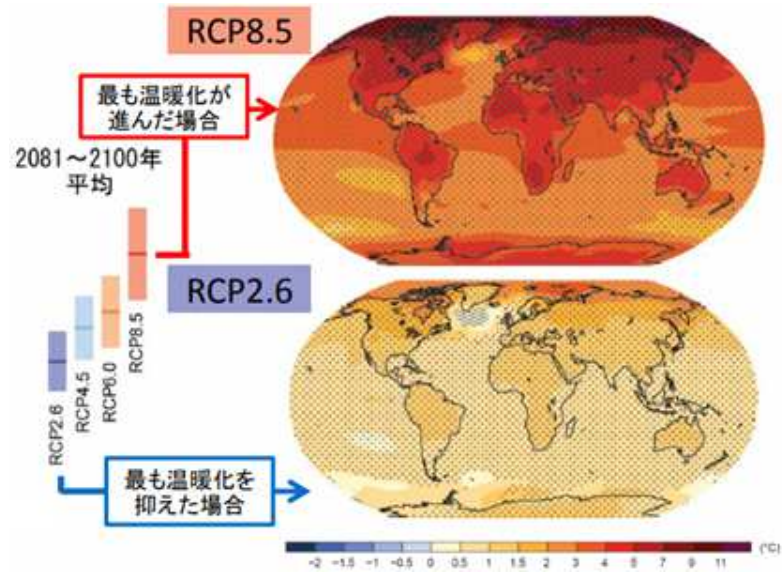 RCP8.5
最も温暖化が
進んだ場合
2081~2100年
平均
RCP2.6
RCP2.6
RCP4.5
RCP6.0
RCP8.5
最も温暖化を
抑えた場合
-2 -1.5 -1 -0.5 0 0.5 1 1.5 2 3 4 5 7 9 11 (°C)